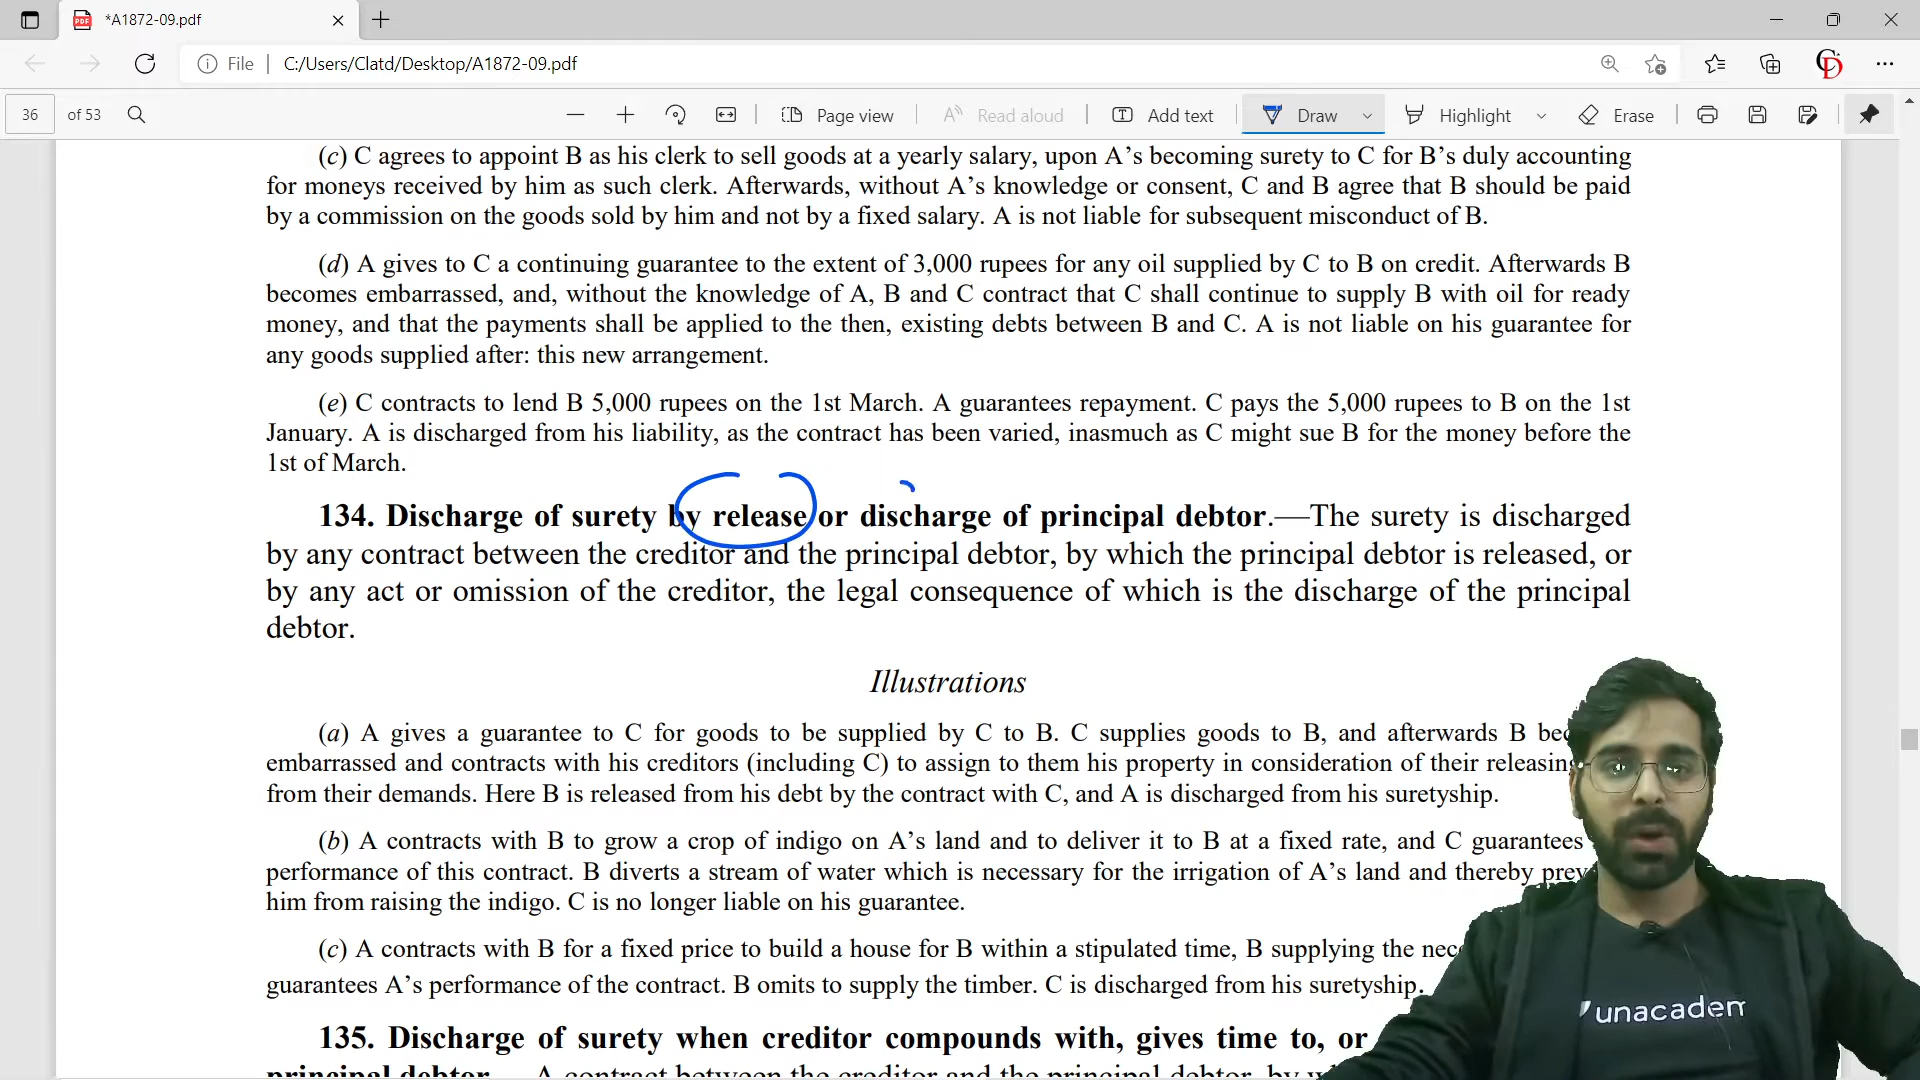 *A1872-09.pdf
File
C:/Users/Clatd/Desktop/A1872-09.pdf
36 of 53
Page view
Read aloud
Add text
Draw
Highlight
Erase
(c) C agrees to appoint B as his clerk to sell goods at a yearly salary, upon A’s becoming surety to C for B’s duly accounting
for moneys received by him as such clerk. Afterwards, without A’s knowledge or consent, C and B agree that B should be paid
by a commission on the goods sold by him and not by a fixed salary. A is not liable for subsequent misconduct of B.
(d) A gives to C a continuing guarantee to the extent of 3,000 rupees for any oil supplied by C to B on credit. Afterwards B
becomes embarrassed, and, without the knowledge of A, B and C contract that C shall continue to supply B with oil for ready
money, and that the payments shall be applied to the then, existing debts between B and C. A is not liable on his guarantee for
any goods supplied after: this new arrangement.
(e) C contracts to lend B 5,000 rupees on the 1st March. A guarantees repayment. C pays the 5,000 rupees to B on the 1st
January. A is discharged from his liability, as the contract has been varied, inasmuch as C might sue B for the money before the
1st of March.
134. Discharge of surety by release or discharge of principal debtor.—The surety is discharged
by any contract between the creditor and the principal debtor, by which the principal debtor is released, or
by any act or omission of the creditor, the legal consequence of which is the discharge of the principal
debtor.
Illustrations
(a) A gives a guarantee to C for goods to be supplied by C to B. C supplies goods to B, and afterwards B
embarrassed and contracts with his creditors (including C) to assign to them his property in consideration of their releasing
from their demands. Here B is released from his debt by the contract with C, and A is discharged from his suretyship.
(b) A contracts with B to grow a crop of indigo on A’s land and to deliver it to B at a fixed rate, and C guarantees
performance of this contract. B diverts a stream of water which is necessary for the irrigation of A’s land and thereby
him from raising the indigo. C is no longer liable on his guarantee.
(c) A contracts with B for a fixed price to build a house for B within a stipulated time, B supplying the
guarantees A’s performance of the contract. B omits to supply the timber. C is discharged from his suretyship.
135. Discharge of surety when creditor compounds with, gives time to, or
principal debtor.—A contract between the creditor and the principal debtor, by
unacadem